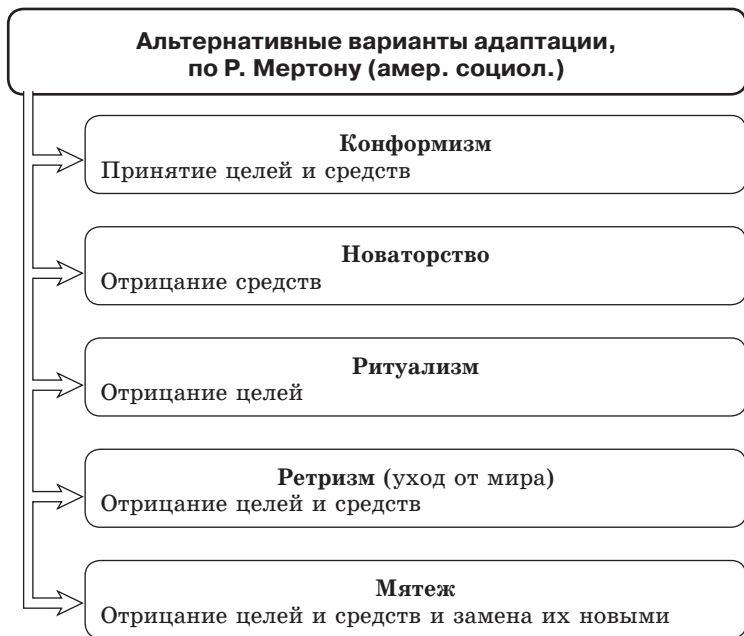 Альтернативные варианты адаптации,
по Р. Мертону (амер. социол.)
Конформизм
Принятие целей и средств
Новаторство
Отрицание средств
Ритуализм
Отрицание целей
Ретризм (уход от мира)
Отрицание целей и средств
Мятеж
Отрицание целей и средств и замена их новыми